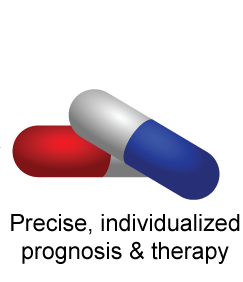 Precise, individualized
prognosis & therapy